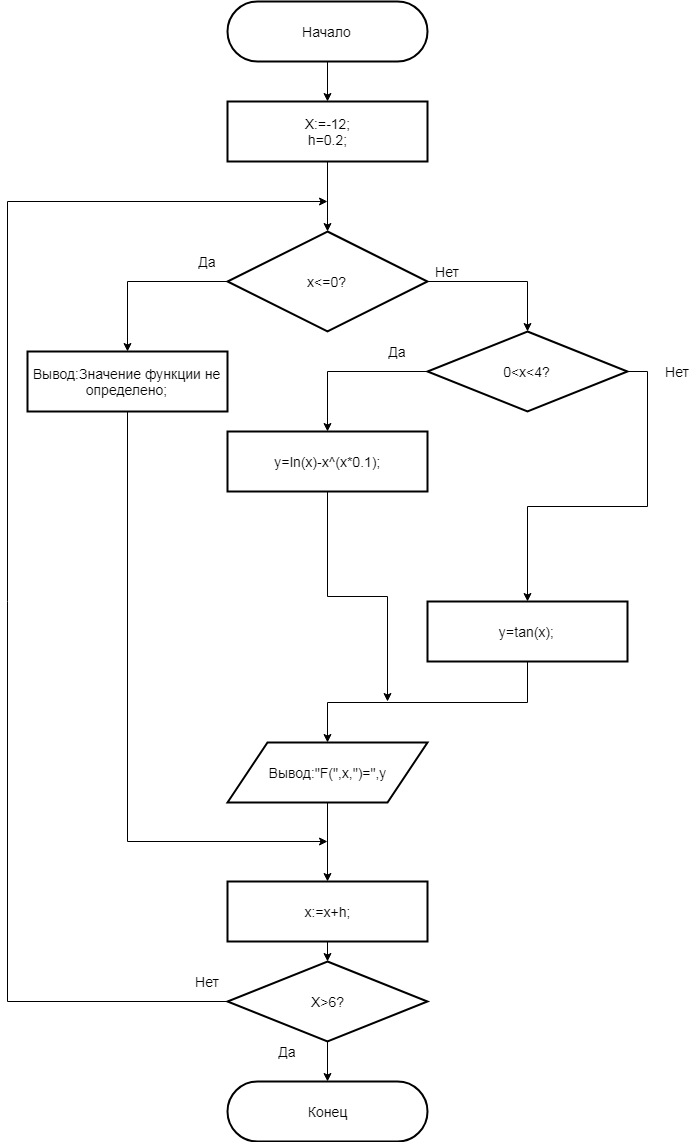 Начало
X:=-12;
h=0.2;
x<=0?
Да
Нет
Вывод:Значение функции не
определено;
0<x<4?
Да
Нет
y=ln(x)-x^(x*0.1);
y=tan(x);
Вывод:"F(",x,")=",y
x:=x+h;
X>6?
Нет
Да
Конец